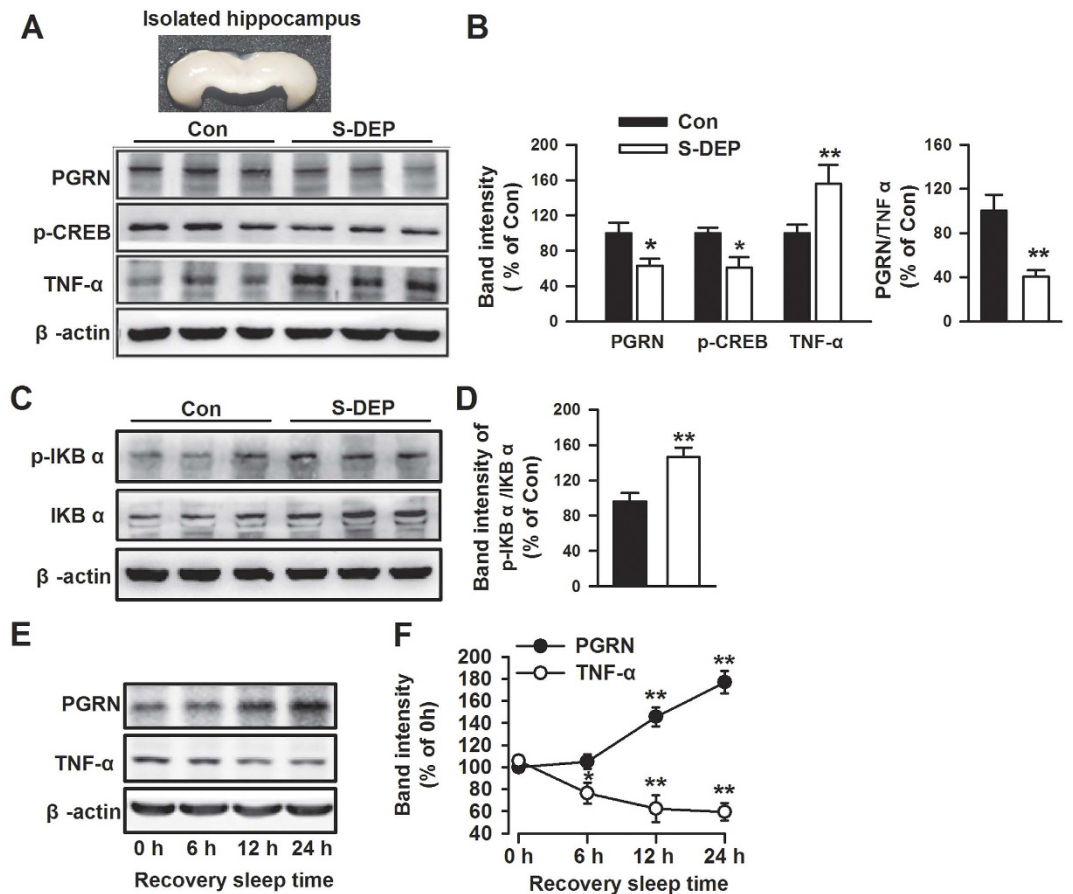 A
Isolated hippocampus
Con
S-DEP
PGRN
p-CREB
TNF-α
β -actin
B
Con
S-DEP
Band intensity
( % of Con)
200
160
120
80
40
0
**
*
*
PGRN
p-CREB
TNF-α
PGRN/TNF α
(% of Con)
160
120
80
40
0
**
C
Con
S-DEP
p-IKB α
IKB α
β -actin
D
Band intensity of
p-IKB α /IKB α
(% of Con)
200
160
120
80
40
0
**
E
PGRN
TNF-α
β -actin
0 h 6 h 12 h 24 h
Recovery sleep time
F
PGRN
TNF-α
Band intensity
(% of 0h)
200
180
160
140
120
100
80
60
40
**
**
*
**
**
0 h 6 h 12 h 24 h
Recovery sleep time